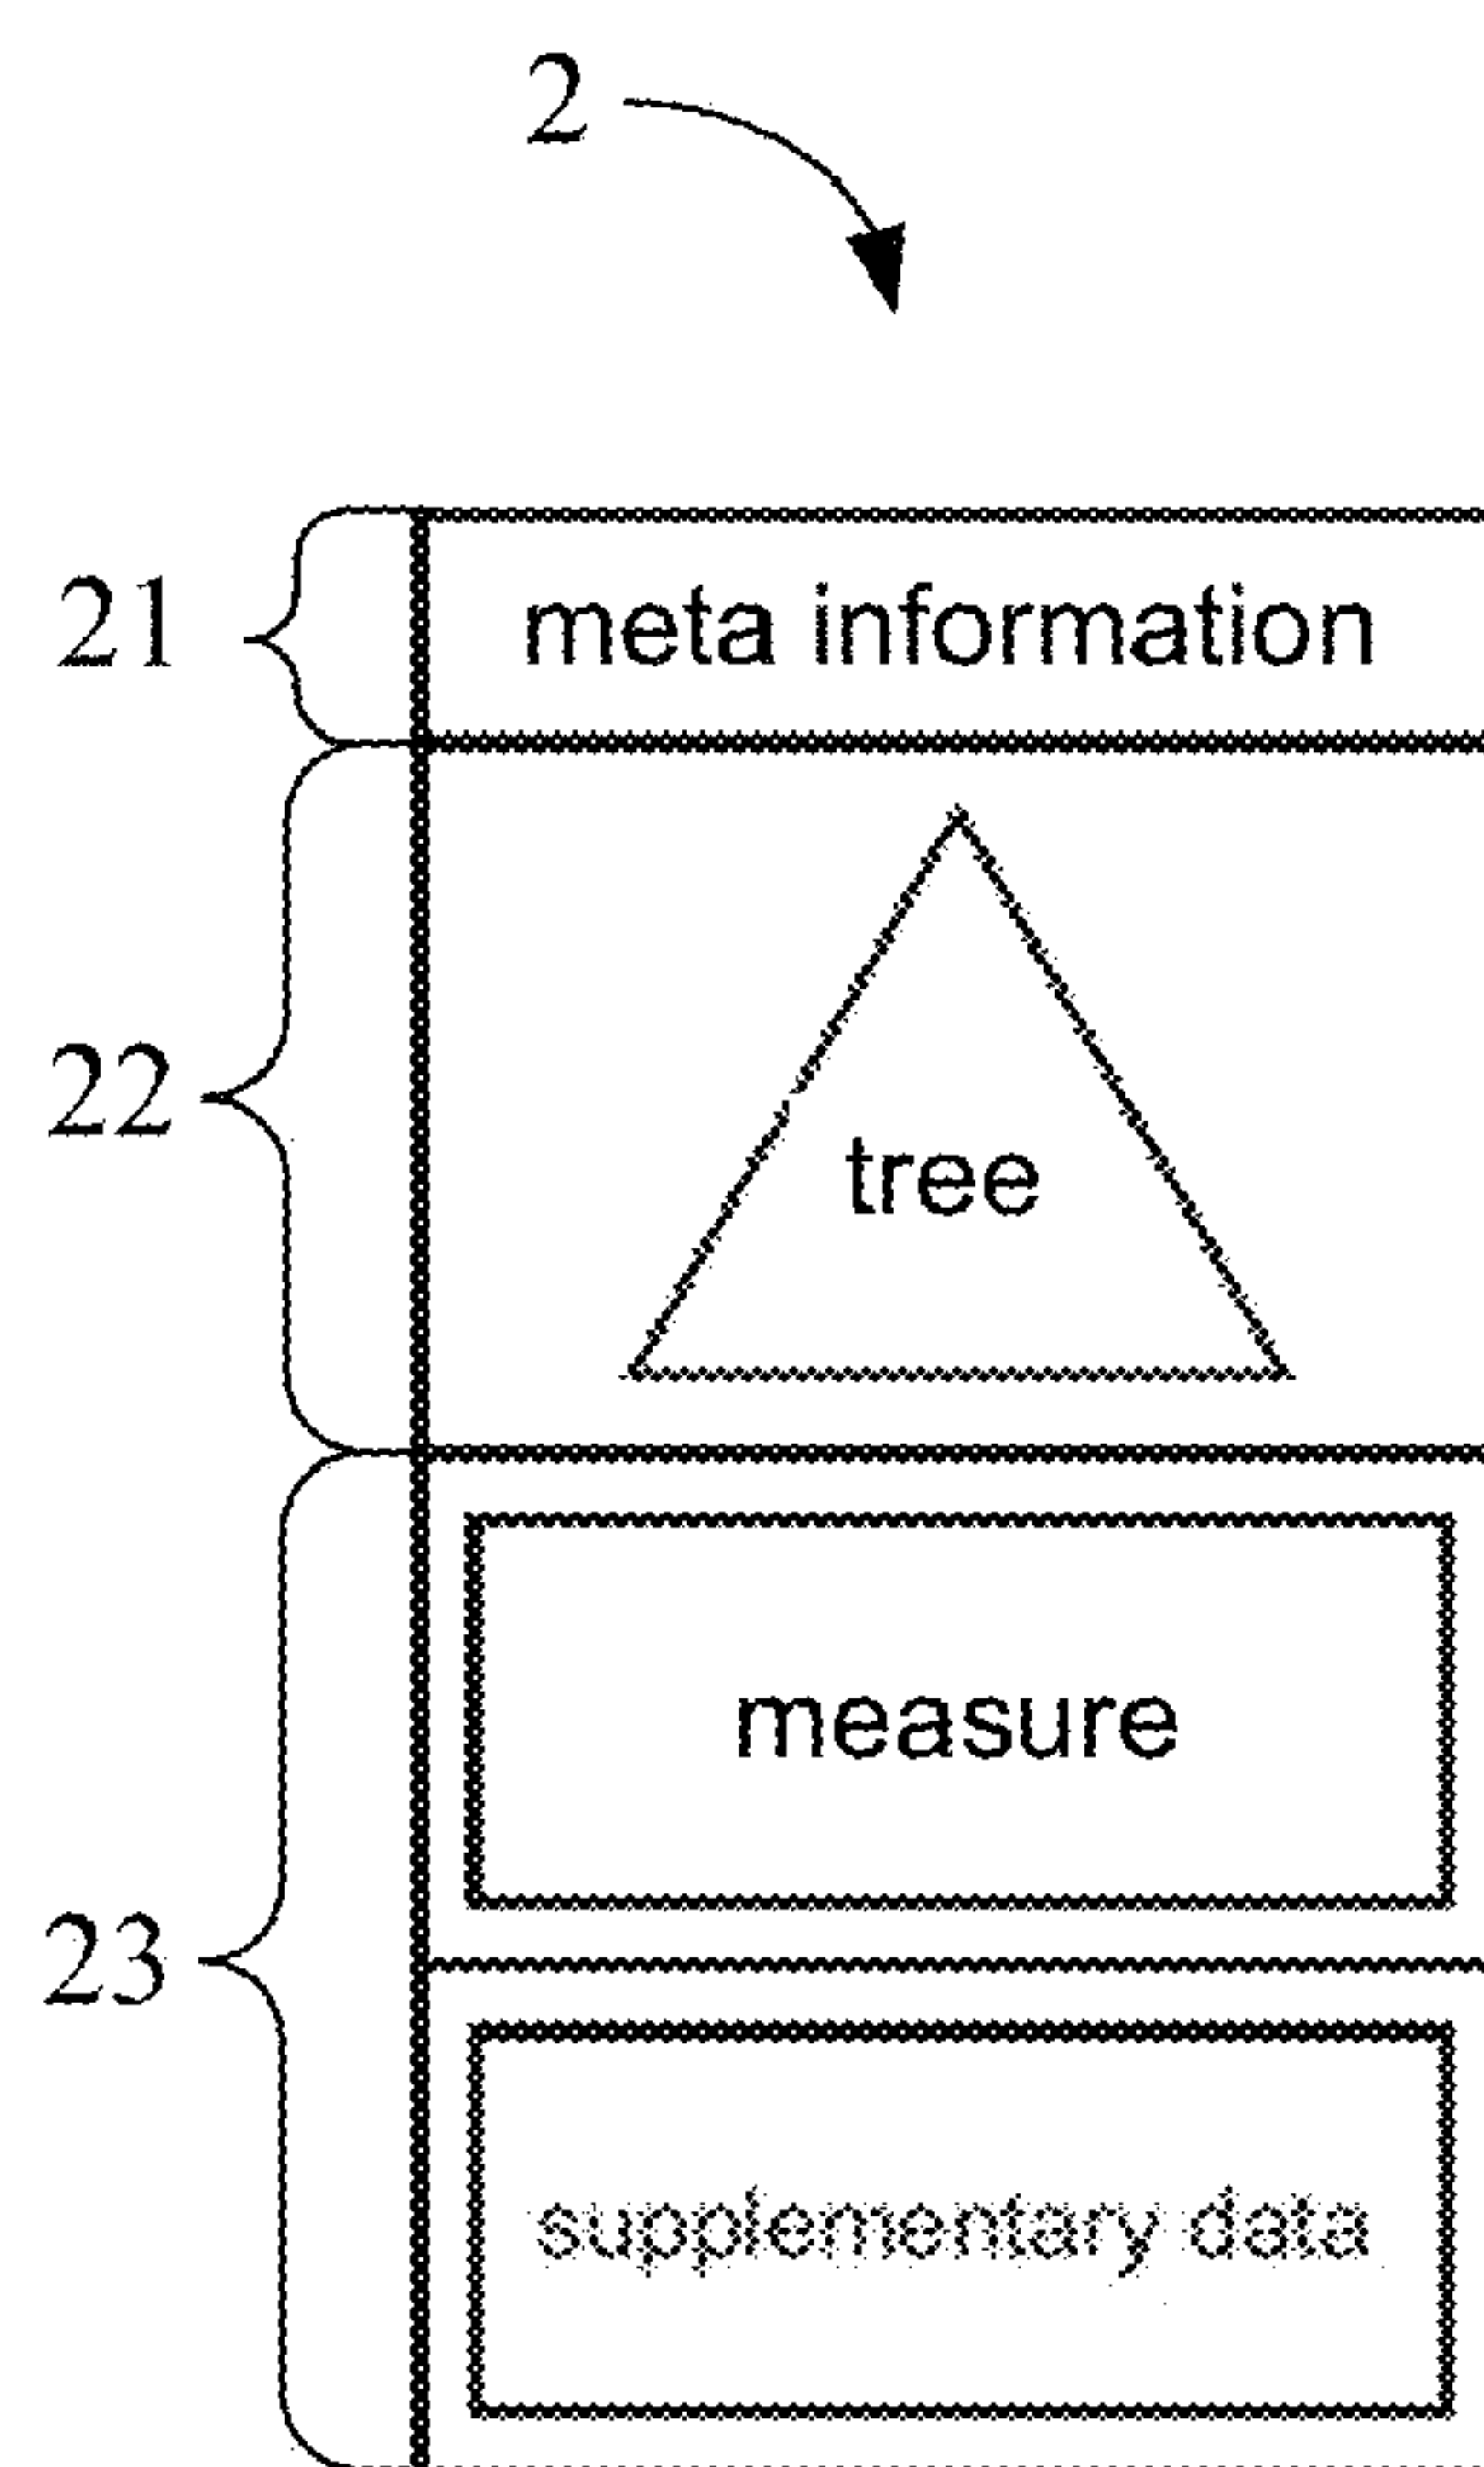 2
21
meta information
22
tree
measure
23
supplementary data